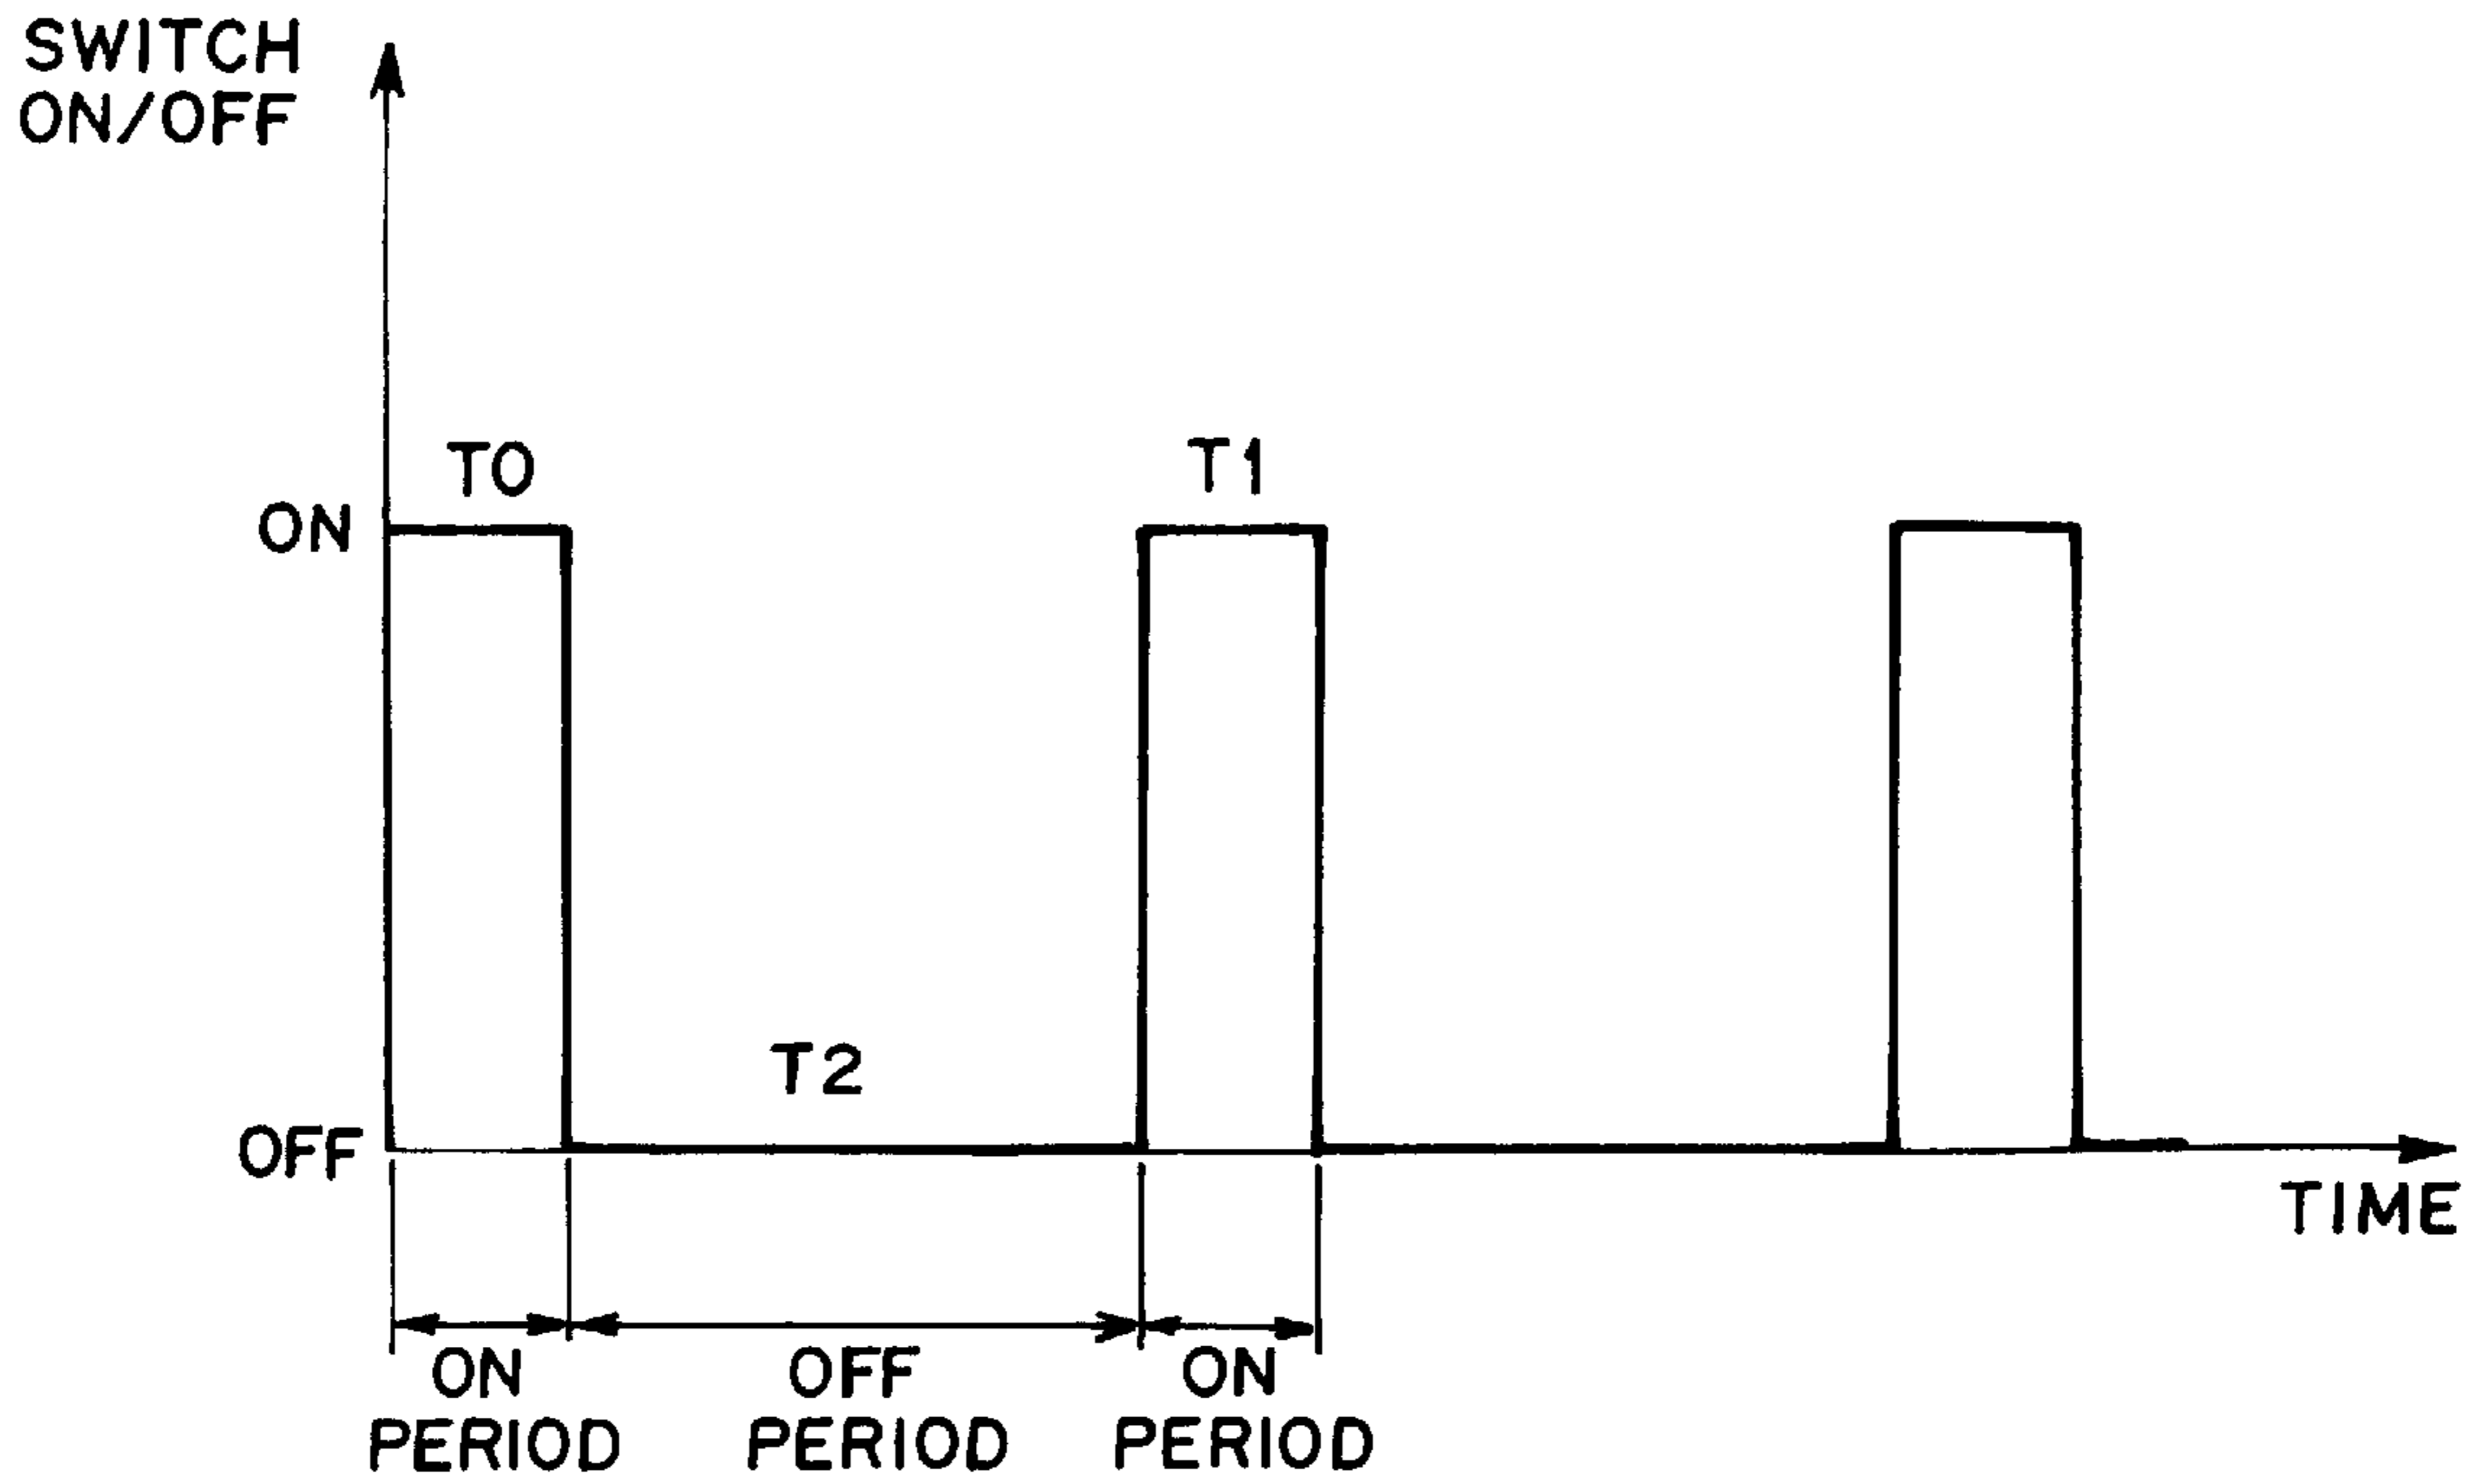 SWITCH
ON/OFF
T0
T1
ON
T2
OFF
TIME
ON
PERIOD
OFF
PERIOD
ON
PERIOD